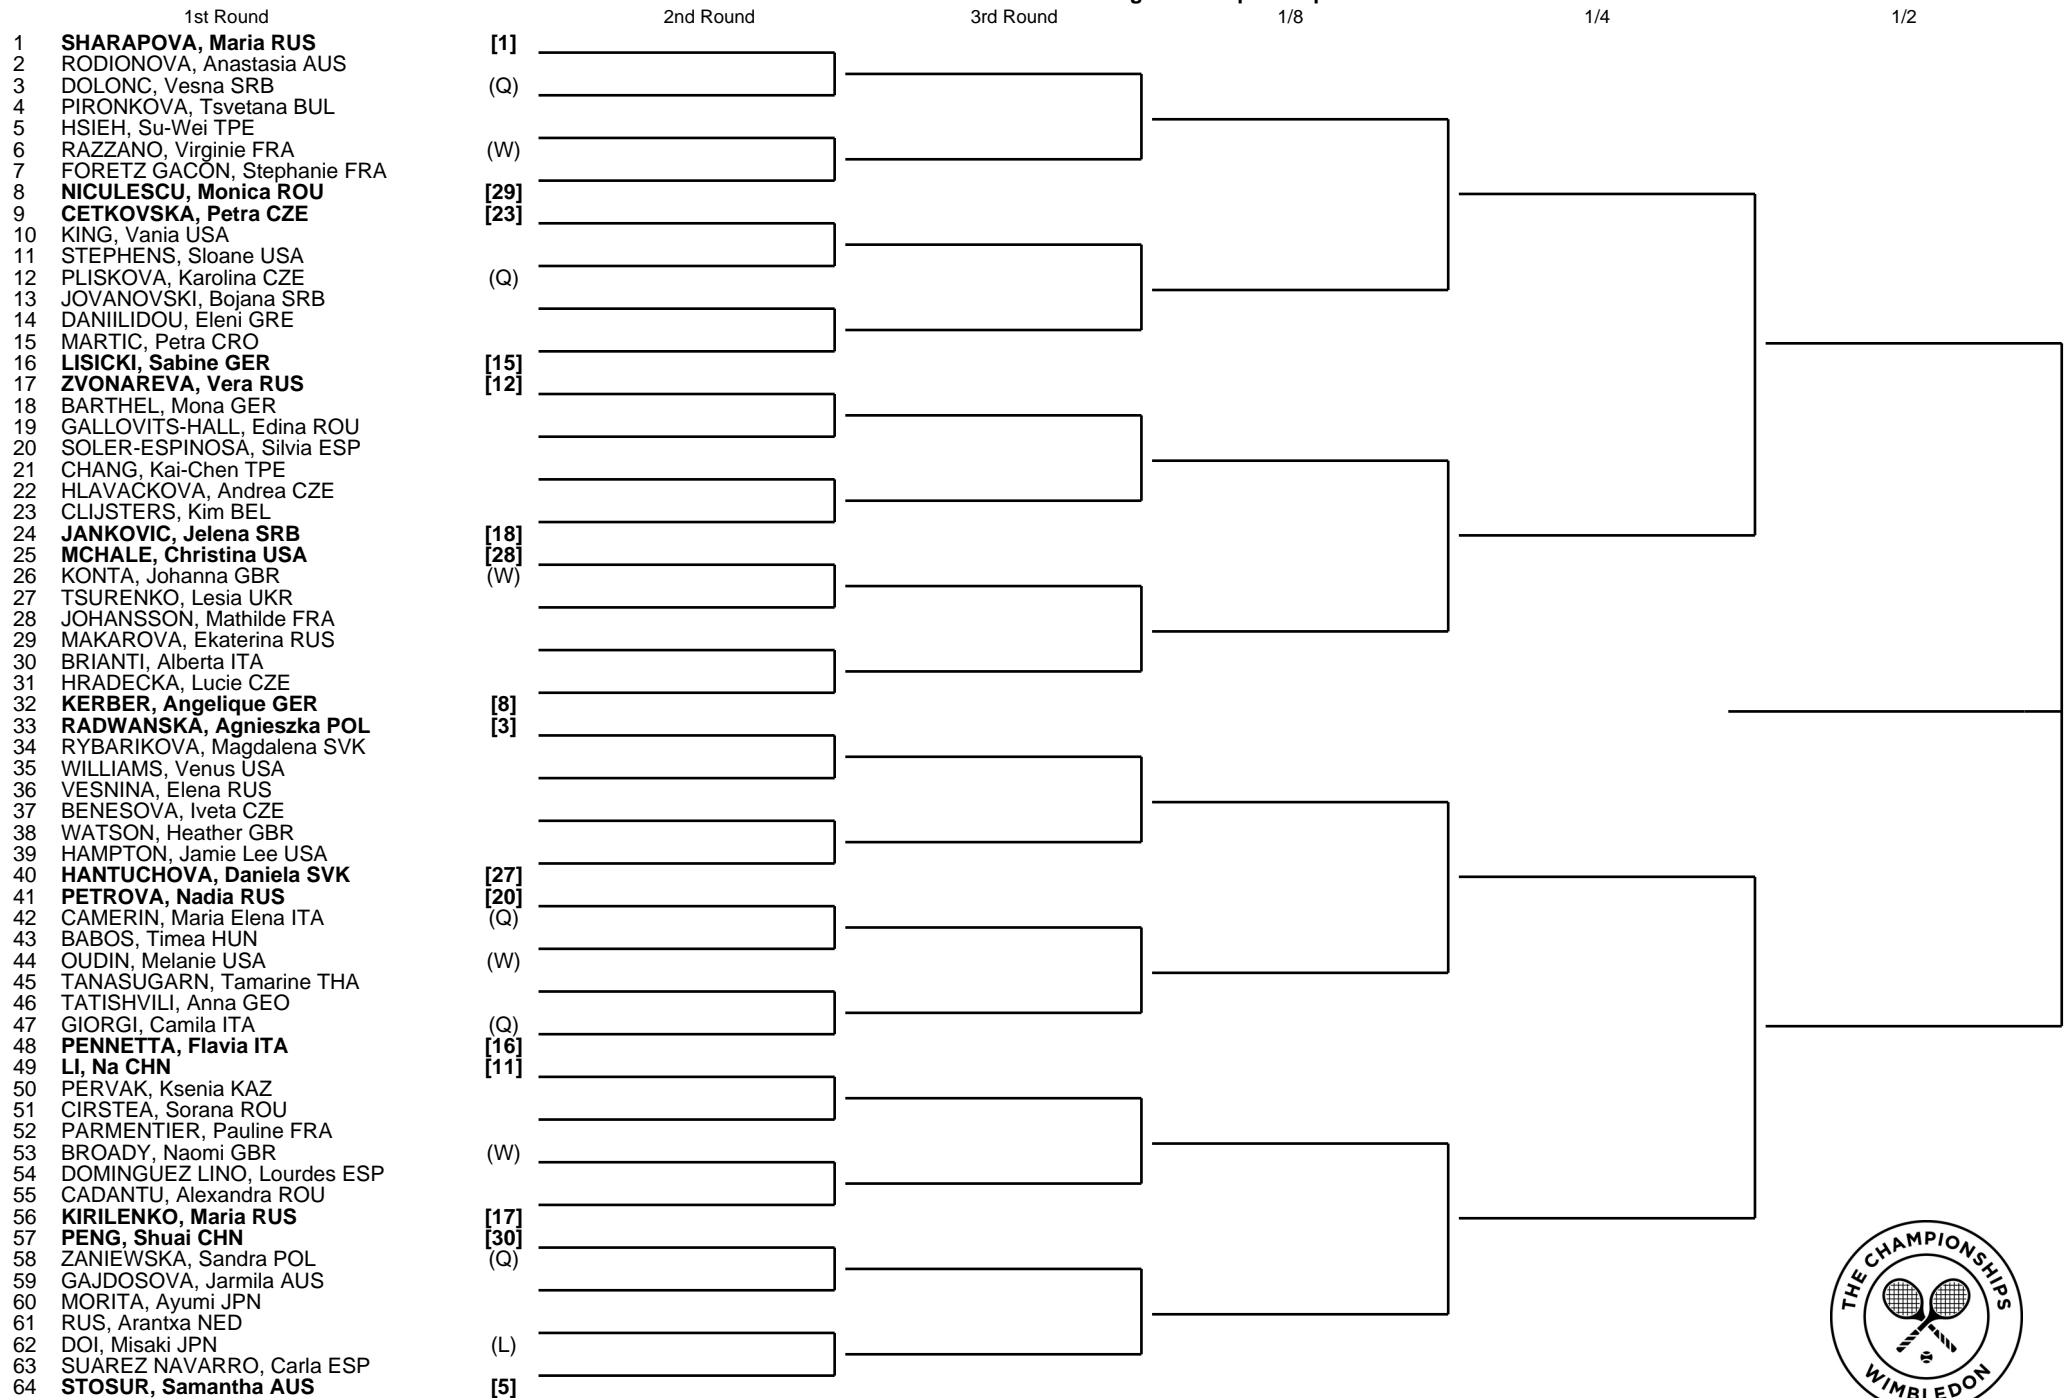 1st Round 2nd Round 3rd Round 1/8 1/4 1/2
1 SHARAPOVA, Maria RUS [1]
2 RODIONOVA, Anastasia AUS
3 DOLONC, Vesna SRB (Q)
4 PIRONKOVA, Tsvetana BUL
5 HSIEH, Su-Wei TPE
6 RAZZANO, Virginie FRA (W)
7 FORETZ GACON, Stephanie FRA
8 NICULESCU, Monica ROU [29]
9 CETKOVSKA, Petra CZE [23]
10 KING, Vania USA
11 STEPHENS, Sloane USA
12 PLISKOVA, Karolina CZE (Q)
13 JOVANOVSKI, Bojana SRB
14 DANIILIDOU, Eleni GRE
15 MARTIC, Petra CRO
16 LISICKI, Sabine GER [15]
17 ZVONAREVA, Vera RUS [12]
18 BARTHEL, Mona GER
19 GALLOVITS-HALL, Edina ROU
20 SOLER-ESPINOSA, Silvia ESP
21 CHANG, Kai-Chen TPE
22 HLAVACKOVA, Andrea CZE
23 CLIJSTERS, Kim BEL
24 JANKOVIC, Jelena SRB [18]
25 MCHALE, Christina USA [28]
26 KONTA, Johanna GBR (W)
27 TSURENKO, Lesia UKR
28 JOHANSSON, Mathilde FRA
29 MAKAROVA, Ekaterina RUS
30 BRIANTI, Alberta ITA
31 HRADECKA, Lucie CZE
32 KERBER, Angelique GER [8]
33 RADWANSKA, Agnieszka POL [3]
34 RYBARIKOVA, Magdalena SVK
35 WILLIAMS, Venus USA
36 VESNINA, Elena RUS
37 BENESOVA, Iveta CZE
38 WATSON, Heather GBR
39 HAMPTON, Jamie Lee USA
40 HANTUCHOVA, Daniela SVK [27]
41 PETROVA, Nadia RUS [20]
42 CAMERIN, Maria Elena ITA (Q)
43 BABOS, Timea HUN
44 OUDIN, Melanie USA (W)
45 TANASUGARN, Tamarine THA
46 TATISHVILI, Anna GEO
47 GIORGI, Camila ITA (Q)
48 PENNETTA, Flavia ITA [16]
49 LI, Na CHN [11]
50 PERVAK, Ksenia KAZ
51 CIRSTEA, Sorana ROU
52 PARMENTIER, Pauline FRA
53 BROADY, Naomi GBR (W)
54 DOMINGUEZ LINO, Lourdes ESP
55 CADANTU, Alexandra ROU
56 KIRILENKO, Maria RUS [17]
57 PENG, Shuai CHN [30]
58 ZANIEWSKA, Sandra POL (Q)
59 GAJDOSOVA, Jarmila AUS
60 MORITA, Ayumi JPN
61 RUS, Arantxa NED
62 DOI, Misaki JPN (L)
63 SUAREZ NAVARRO, Carla ESP
64 STOSUR, Samantha AUS [5]
THE CHAMPIONSHIPS
WIMBLEDON